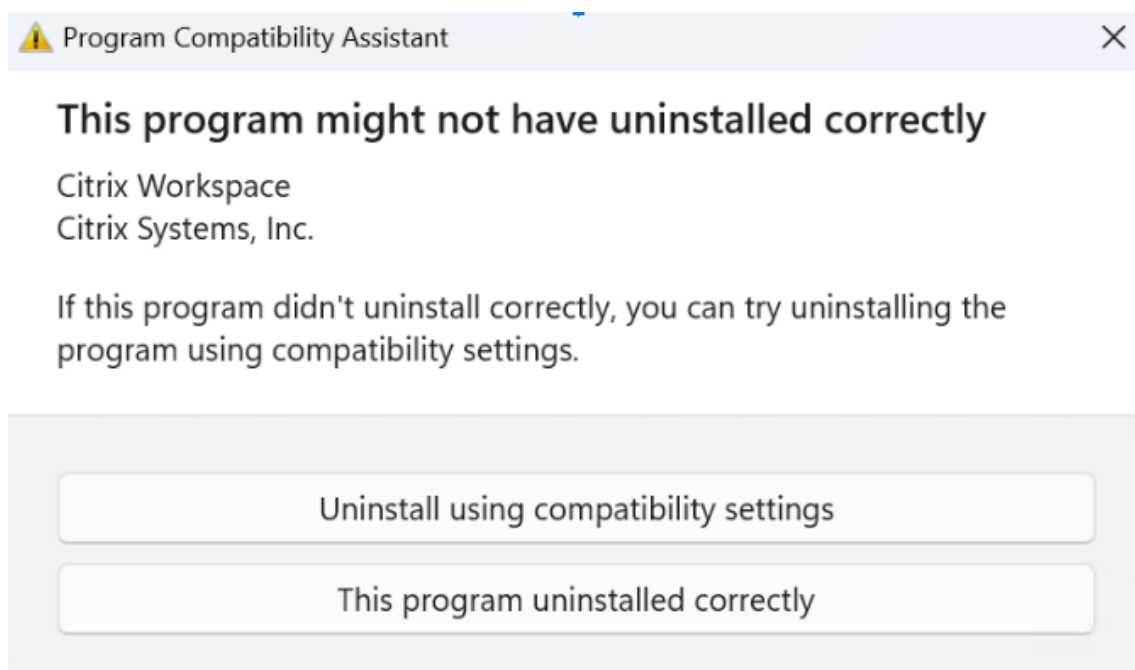 Program Compatibility Assistant
This program might not have uninstalled correctly
Citrix Workspace
Citrix Systems, Inc.
If this program didn't uninstall correctly, you can try uninstalling the
program using compatibility settings.
Uninstall using compatibility settings
This program uninstalled correctly